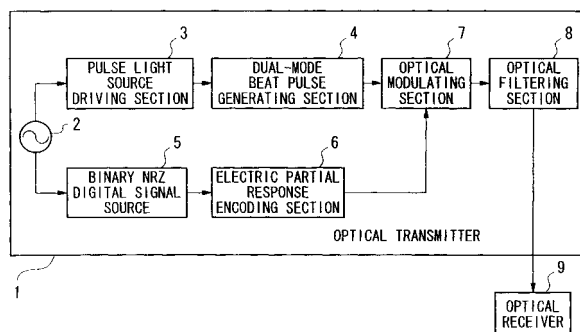 3
4
7
8
PULSE LIGHT
SOURCE
DRIVING SECTION
DUAL-MODE
BEAT PULSE
GENERATING SECTION
OPTICAL
MODULATING
SECTION
OPTICAL
FILTERING
SECTION
2
5
6
BINARY NRZ
DIGITAL SIGNAL
SOURCE
ELECTRIC PARTIAL
RESPONSE
ENCODING SECTION
OPTICAL TRANSMITTER
1
9
OPTICAL
RECEIVER